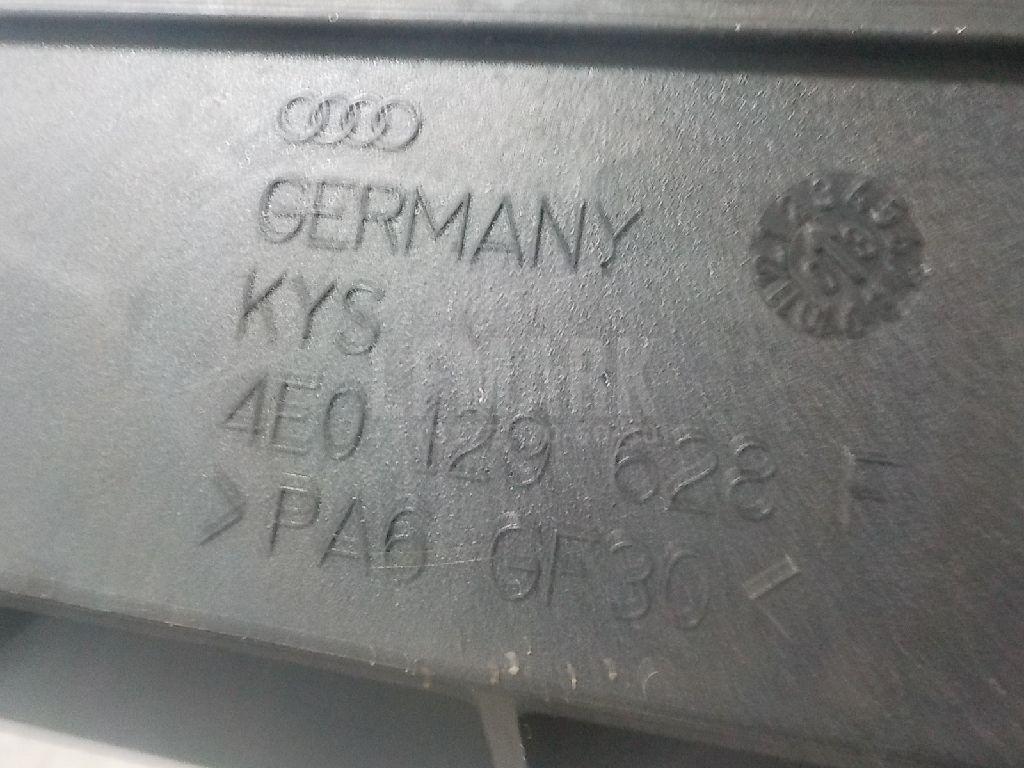 GERMANY
KYS
4E0 129 628 F
>PA6 GF30<